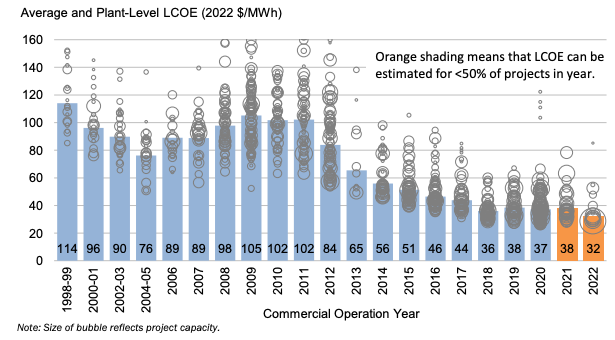 Average and Plant-Level LCOE (2022 $/MWh)
160
140
120
100
80
60
40
20
0
Orange shading means that LCOE can be
estimated for <50% of projects in year.
114 96 90 76 89 89 98 105 102 102 84 65 56 51 46 44 36 38 37 38 32
1998-99 2000-01 2002-03 2004-05 2006 2007 2008 2009 2010 2011 2012 2013 2014 2015 2016 2017 2018 2019 2020 2021 2022
Commercial Operation Year
Note: Size of bubble reflects project capacity.